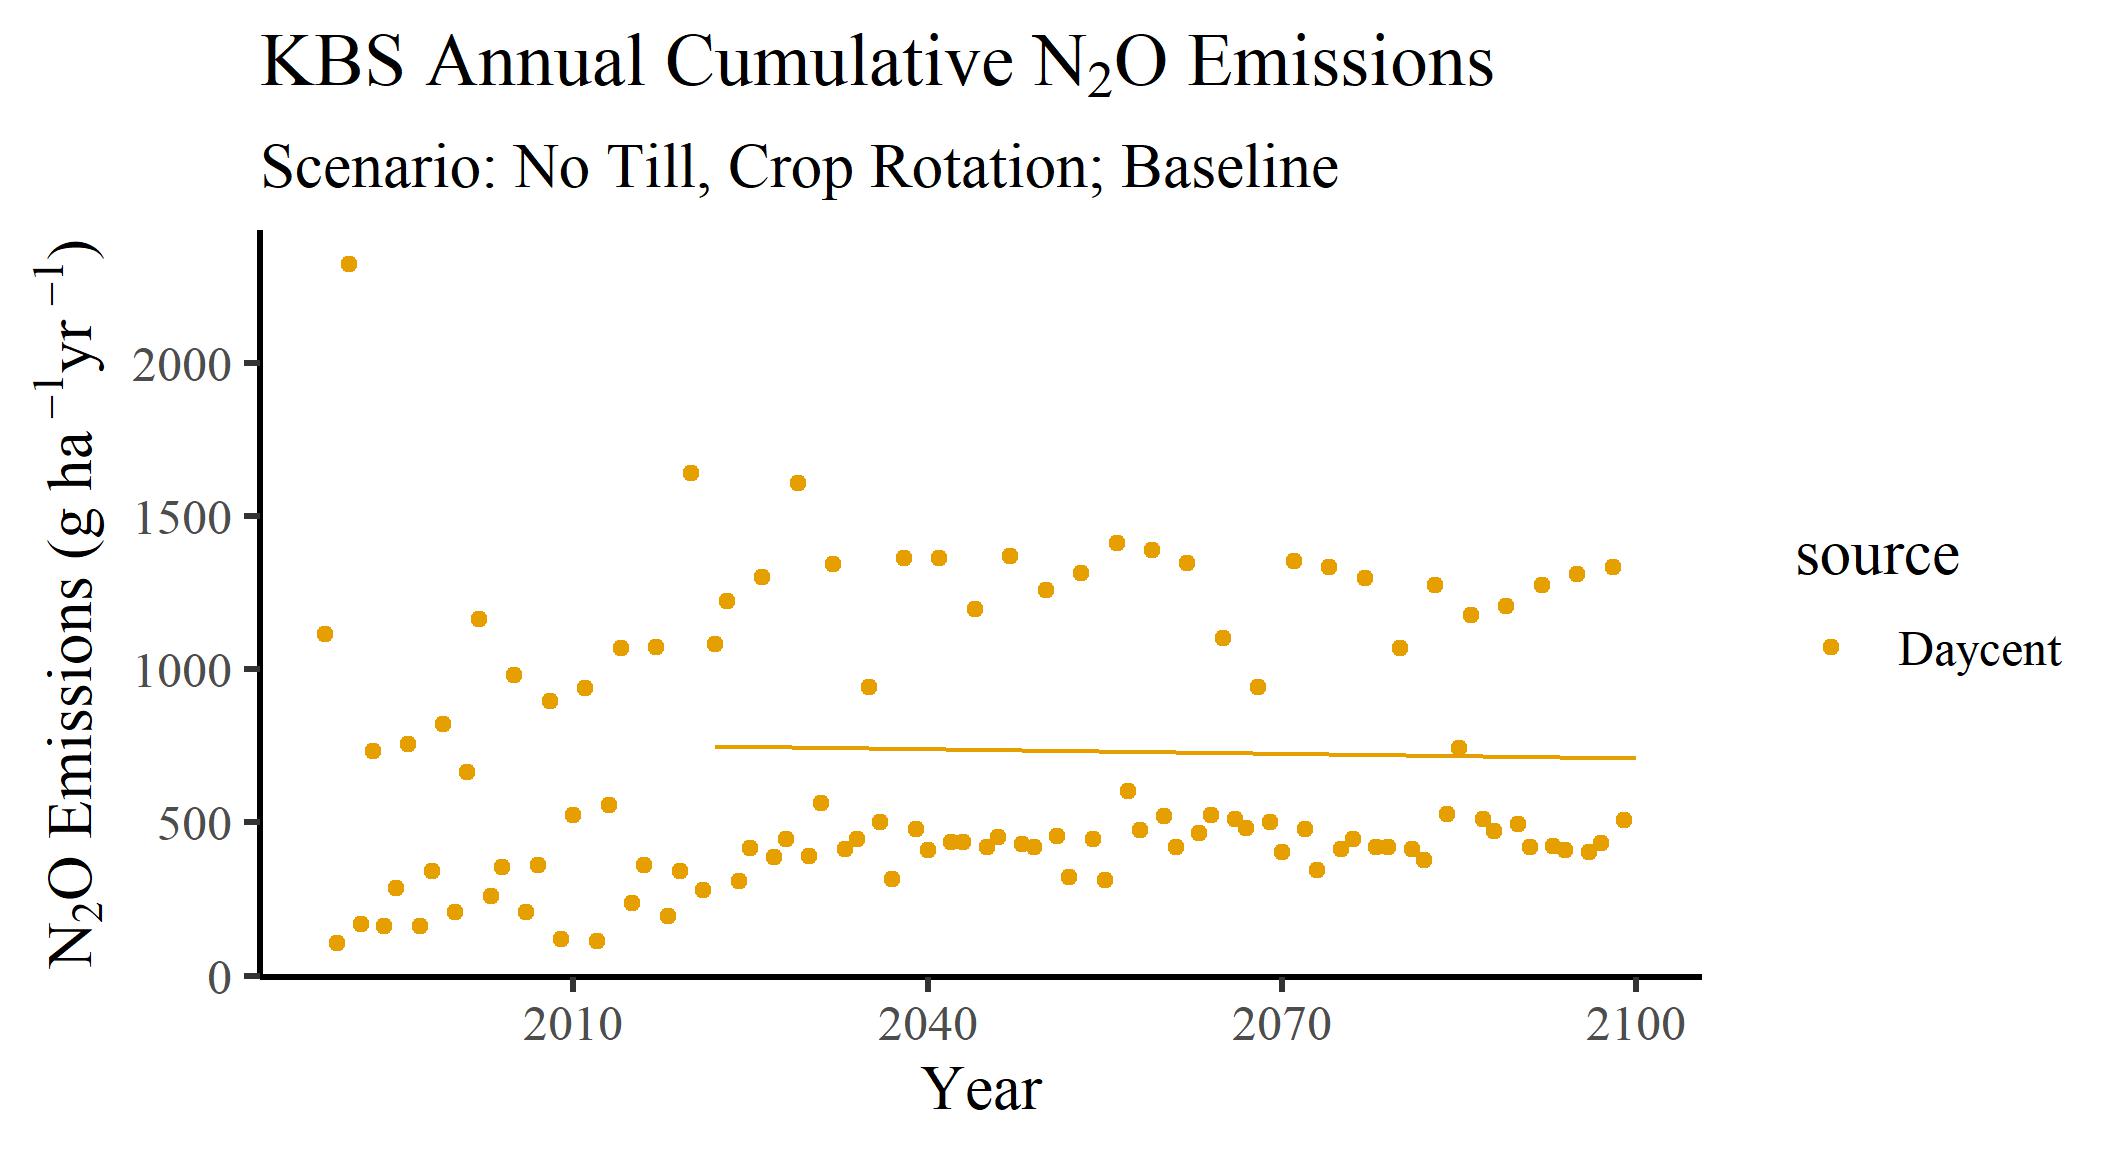 KBS Annual Cumulative N₂O Emissions
Scenario: No Till, Crop Rotation; Baseline
N₂O Emissions (g ha⁻¹yr⁻¹)
2000
1500
1000
500
0
2010 2040 2070 2100
Year
source
Daycent